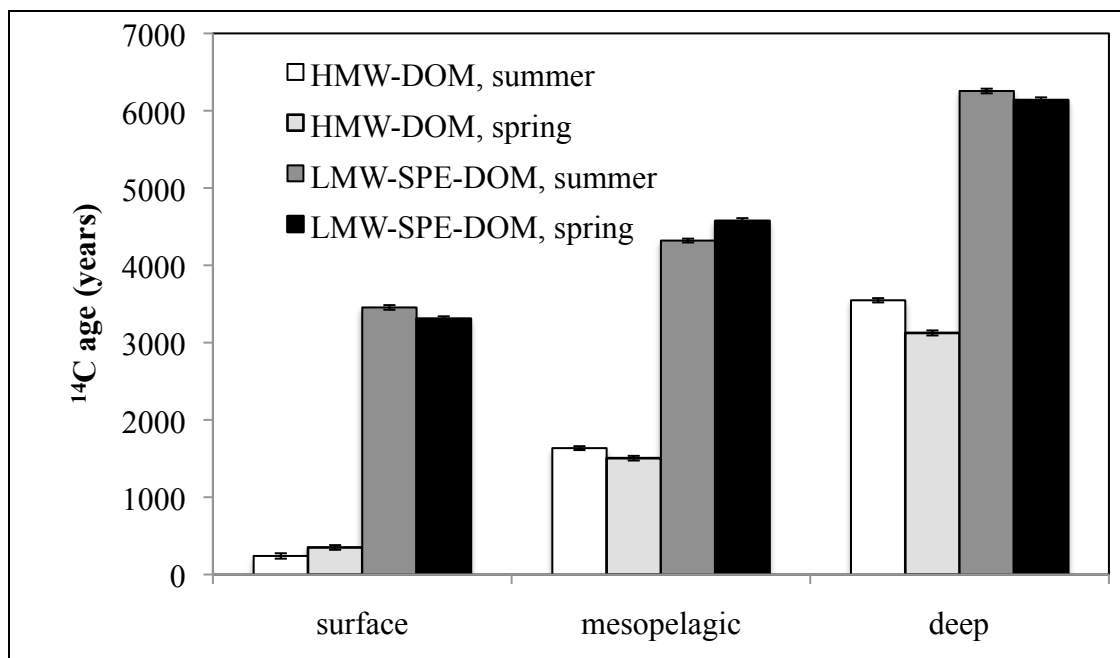 7000
6000
5000
4000
3000
2000
1000
0
¹⁴C age (years)
HMW-DOM, summer
HMW-DOM, spring
LMW-SPE-DOM, summer
LMW-SPE-DOM, spring
surface mesopelagic deep